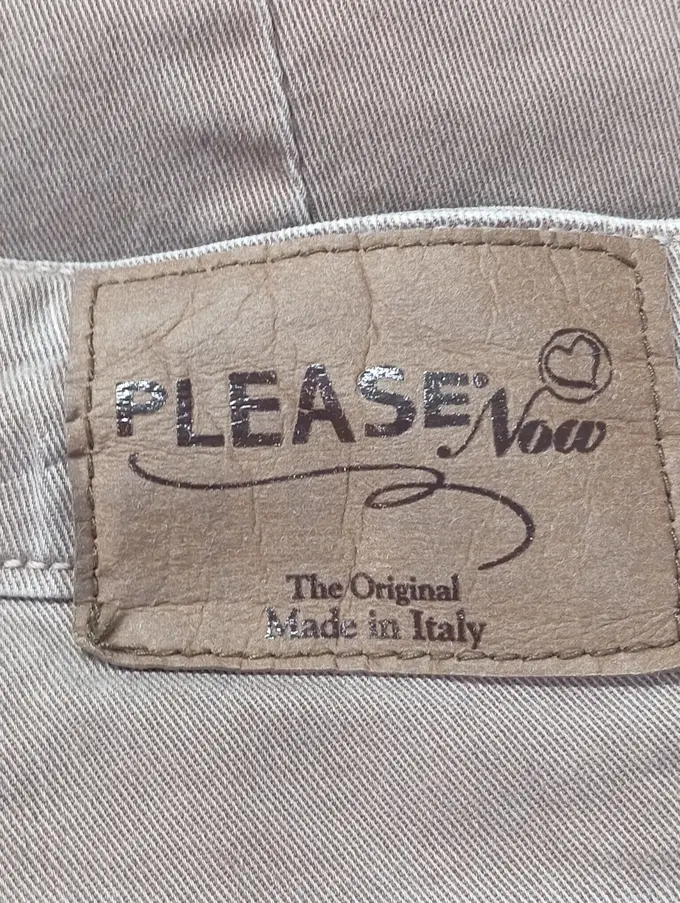 PLEASE Now
The Original
Made in Italy